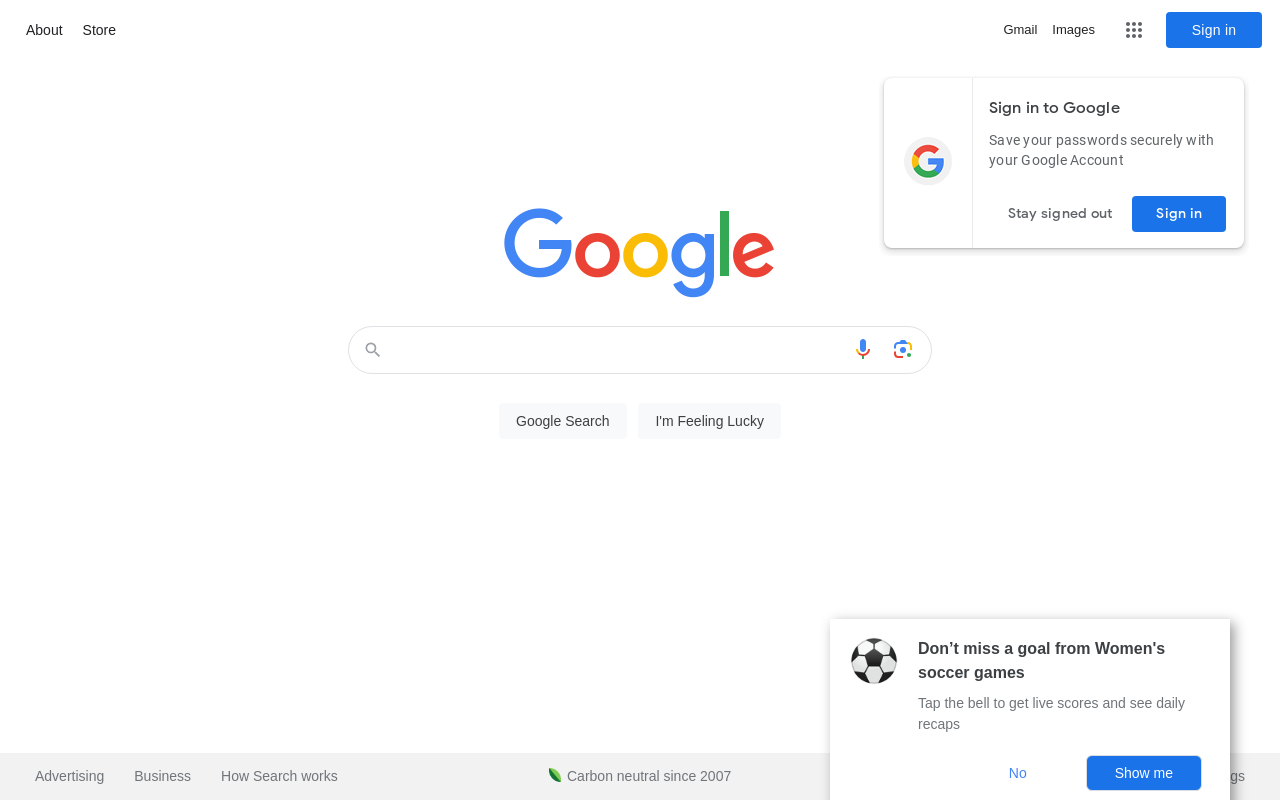 About Store
Gmail Images Sign in
Sign in to Google
Save your passwords securely with
your Google Account
Stay signed out Sign in
Google
Google Search I'm Feeling Lucky
Don’t miss a goal from Women's
soccer games
Tap the bell to get live scores and see daily
recaps
No Show me
Advertising Business How Search works Carbon neutral since 2007